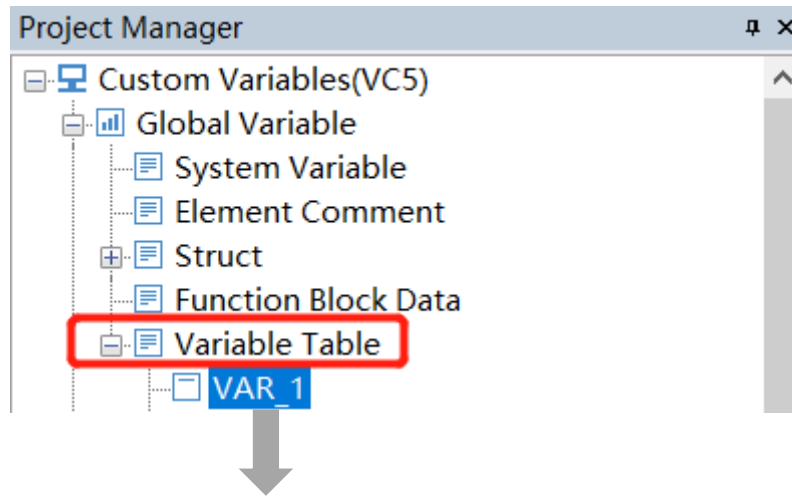 Project Manager
Custom Variables(VC5)
Global Variable
System Variable
Element Comment
Struct
Function Block Data
Variable Table
VAR_1